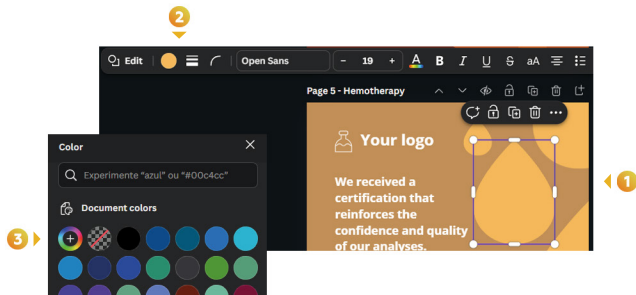 2
Edit
Open Sans
– 19 +
A B I U S aA
Page 5 - Hemotherapy
Your logo
We received a
certification that
reinforces the
confidence and quality
of our analyses.
1
Color
Experimente “azul” ou “#00c4cc”
Document colors
3